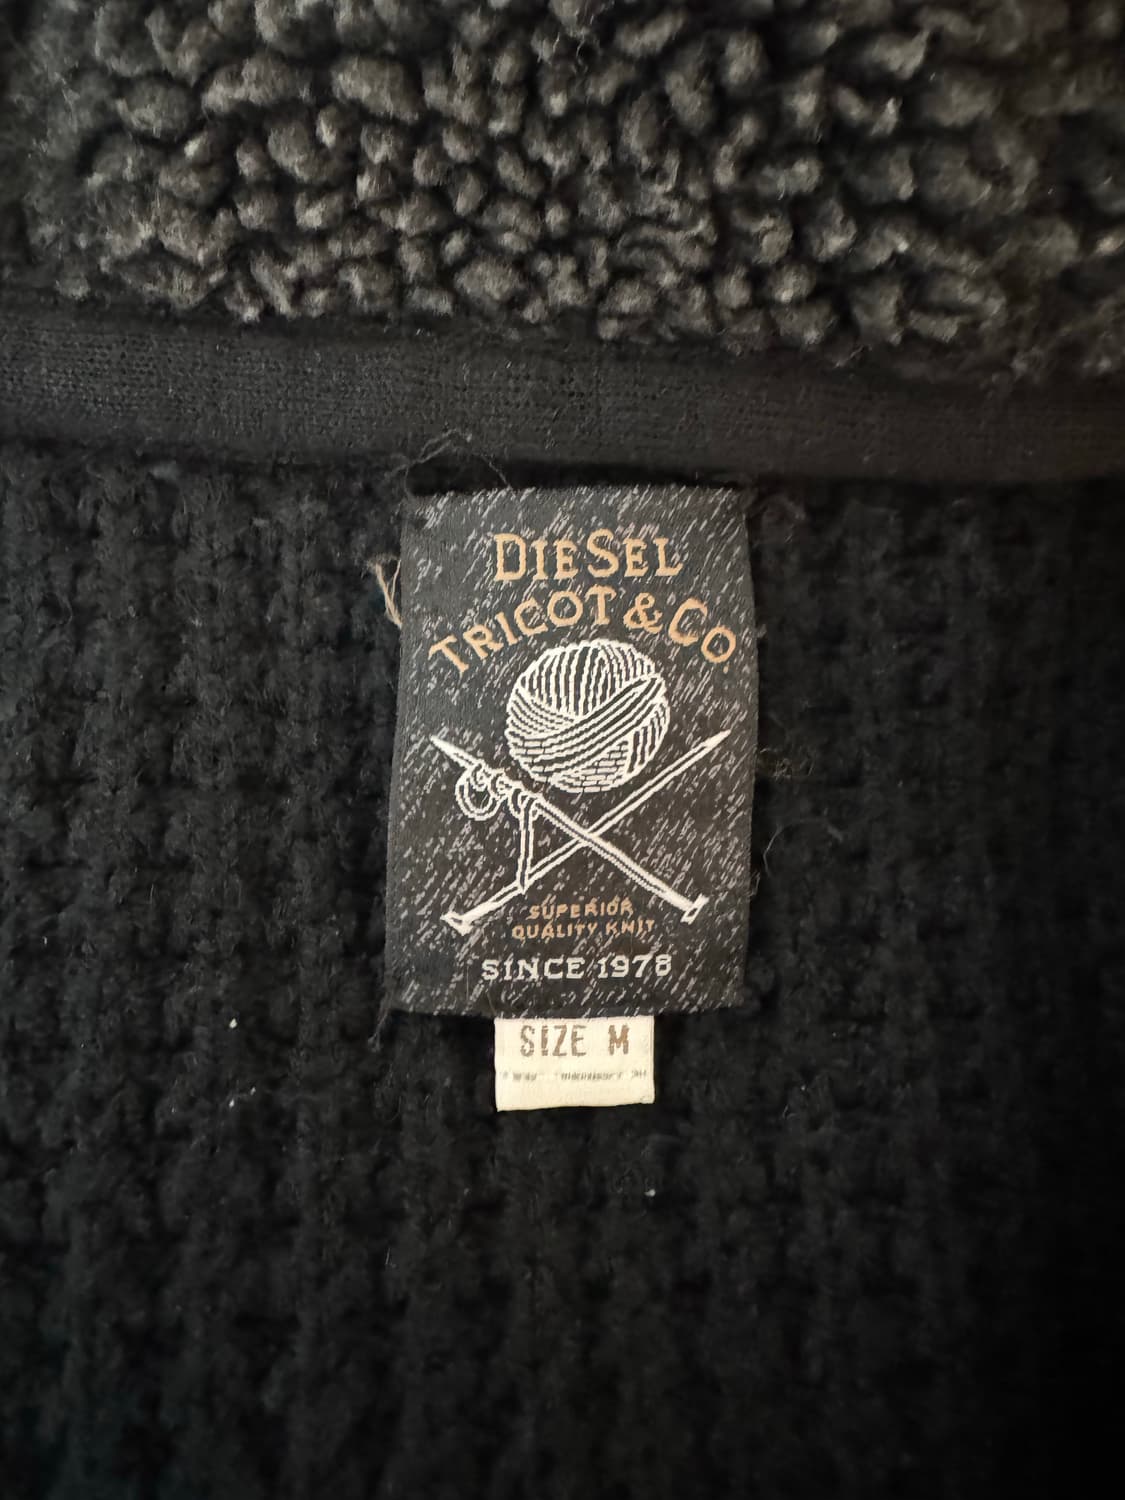 DIESEL
TRICOT & CO
SUPERIOR
QUALITY KNIT
SINCE 1978
SIZE M